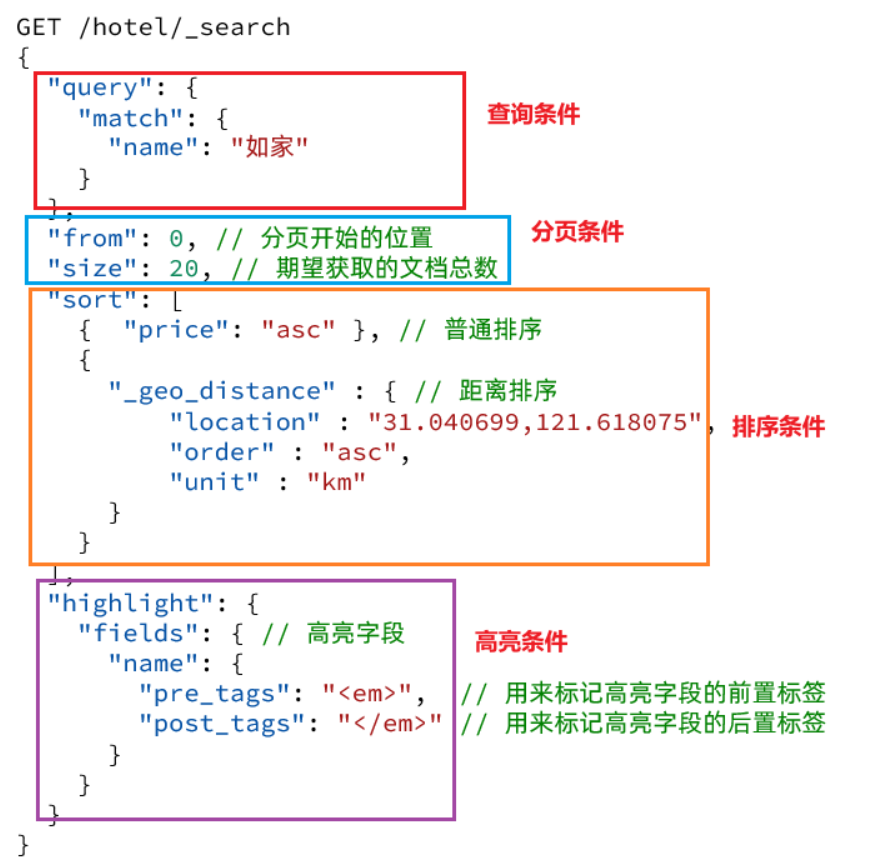 GET /hotel/_search
{
"query": {
"match": {
"name": "如家"
}
},
查询条件
"from": 0, // 分页开始的位置
"size": 20, // 期望获取的文档总数
分页条件
"sort": [
{ "price": "asc" }, // 普通排序
{
"_geo_distance" : { // 距离排序
"location" : "31.040699,121.618075",
"order" : "asc",
"unit" : "km"
}
}
],
排序条件
"highlight": {
"fields": { // 高亮字段
"name": {
"pre_tags": "<em>", // 用来标记高亮字段的前置标签
"post_tags": "</em>" // 用来标记高亮字段的后置标签
}
}
}
高亮条件
}